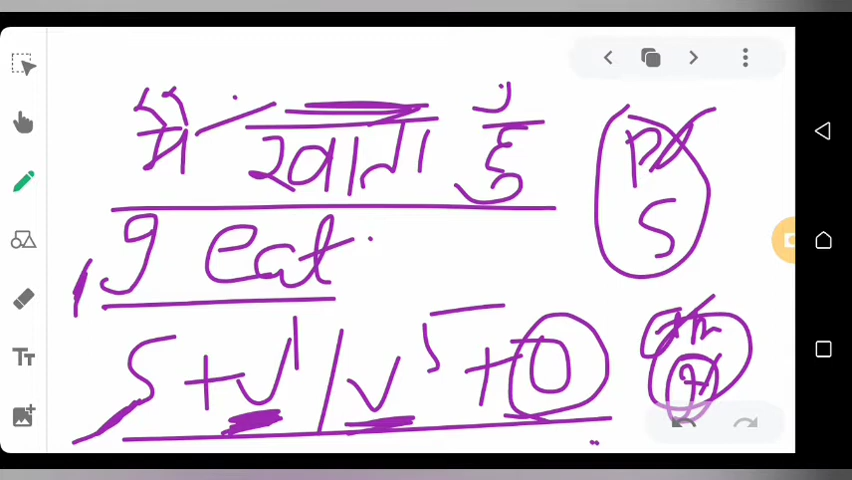 मैं खाता हूँ
I eat
S + V¹ / V⁵ + O
P
S